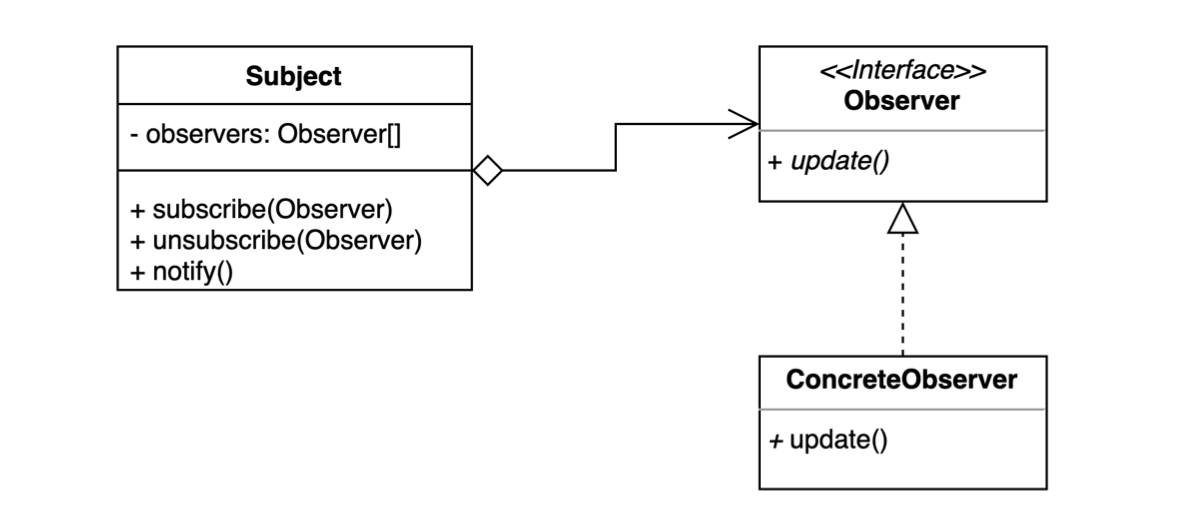 Subject
- observers: Observer[]
+ subscribe(Observer)
+ unsubscribe(Observer)
+ notify()
<<Interface>>
Observer
+ update()
ConcreteObserver
+ update()